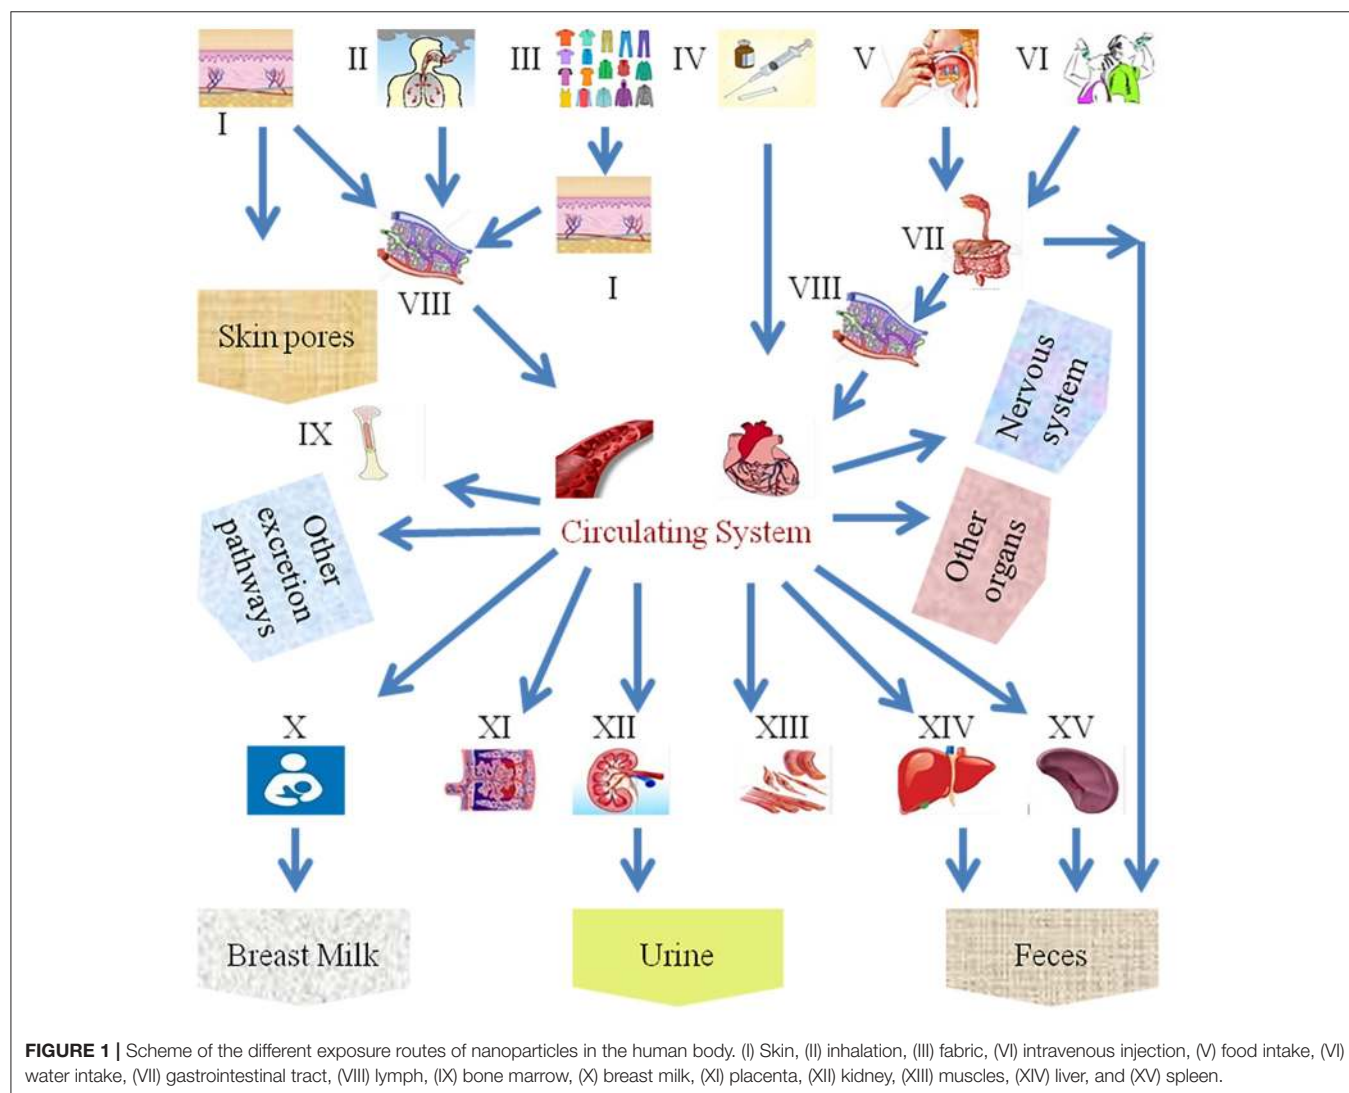 I
II
III
IV
V
VI
VIII
I
VII
VIII
Skin pores
Nervous
system
IX
Other
excretion
pathways
Circulating System
Other
organs
X
XI
XII
XIII
XIV
XV
Breast Milk
Urine
Feces
FIGURE 1 | Scheme of the different exposure routes of nanoparticles in the human body. (I) Skin, (II) inhalation, (III) fabric, (VI) intravenous injection, (V) food intake, (VI)
water intake, (VII) gastrointestinal tract, (VIII) lymph, (IX) bone marrow, (X) breast milk, (XI) placenta, (XII) kidney, (XIII) muscles, (XIV) liver, and (XV) spleen.